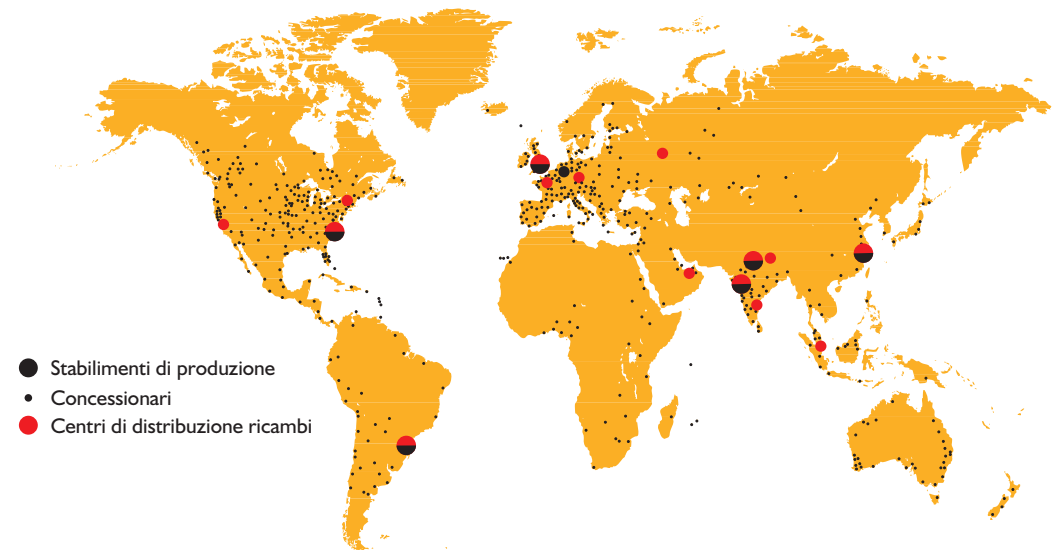 Stabilimenti di produzione
Concessionari
Centri di distribuzione ricambi